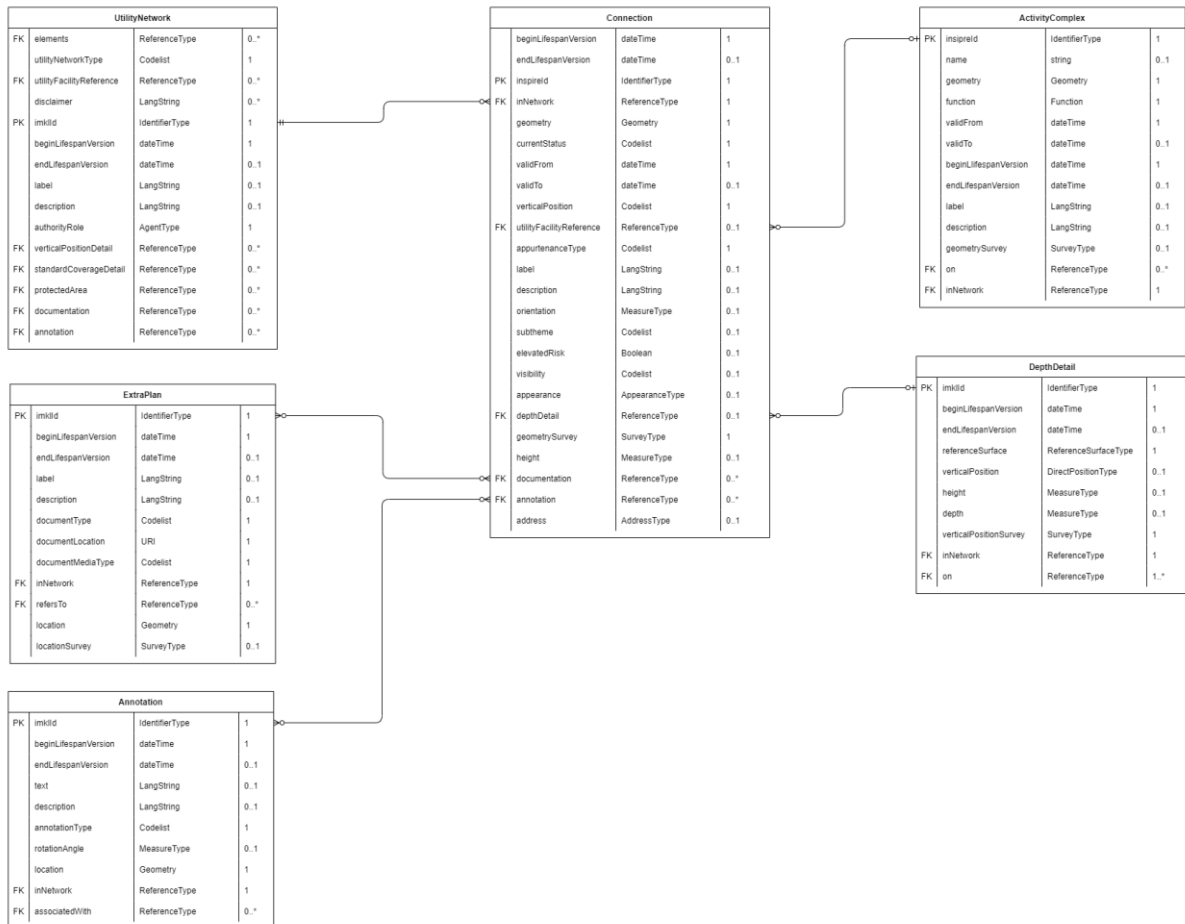 UtilityNetwork
FK elements ReferenceType 0..*
utilityNetworkType Codelist 1
FK utilityFacilityReference ReferenceType 0..*
disclaimer LangString 0..*
PK imklId IdentifierType 1
beginLifespanVersion dateTime 1
endLifespanVersion dateTime 0..1
label LangString 0..1
description LangString 0..1
authorityRole AgentType 1
FK verticalPositionDetail ReferenceType 0..*
FK standardCoverageDetail ReferenceType 0..*
FK protectedArea ReferenceType 0..*
FK documentation ReferenceType 0..*
FK annotation ReferenceType 0..*
ExtraPlan
PK imklId IdentifierType 1
beginLifespanVersion dateTime 1
endLifespanVersion dateTime 0..1
label LangString 0..1
description LangString 0..1
documentType Codelist 1
documentLocation URI 1
documentMediaType Codelist 1
FK inNetwork ReferenceType 1
FK refersTo ReferenceType 0..*
location Geometry 1
locationSurvey SurveyType 0..1
Annotation
PK imklId IdentifierType 1
beginLifespanVersion dateTime 1
endLifespanVersion dateTime 0..1
text LangString 0..1
description LangString 0..1
annotationType Codelist 1
rotationAngle MeasureType 0..1
location Geometry 1
FK inNetwork ReferenceType 1
FK associatedWith ReferenceType 0..*
Connection
beginLifespanVersion dateTime 1
endLifespanVersion dateTime 0..1
PK inspireId IdentifierType 1
FK inNetwork ReferenceType 1
geometry Geometry 1
currentStatus Codelist 1
validFrom dateTime 1
validTo dateTime 0..1
verticalPosition Codelist 1
FK utilityFacilityReference ReferenceType 0..1
appurtenanceType Codelist 1
label LangString 0..1
description LangString 0..1
orientation MeasureType 0..1
subtheme Codelist 0..1
elevatedRisk Boolean 0..1
visibility Codelist 0..1
appearance AppearanceType 0..1
FK depthDetail ReferenceType 0..1
geometrySurvey SurveyType 1
height MeasureType 0..1
FK documentation ReferenceType 0..*
FK annotation ReferenceType 0..*
address AddressType 0..1
ActivityComplex
PK insipreId IdentifierType 1
name string 0..1
geometry Geometry 1
function Function 1
validFrom dateTime 1
validTo dateTime 0..1
beginLIfespanVersion dateTime 1
endLifespanVersion dateTime 0..1
label LangString 0..1
description LangString 0..1
geometrySurvey SurveyType 0..1
FK on ReferenceType 0..*
FK inNetwork ReferenceType 1
DepthDetail
PK imklId IdentifierType 1
beginLifespanVersion dateTime 1
endLifespanVersion dateTime 0..1
referenceSurface ReferenceSurfaceType 1
verticalPosition DirectPositionType 0..1
height MeasureType 0..1
depth MeasureType 0..1
verticalPositionSurvey SurveyType 1
FK inNetwork ReferenceType 1
FK on ReferenceType 1..*